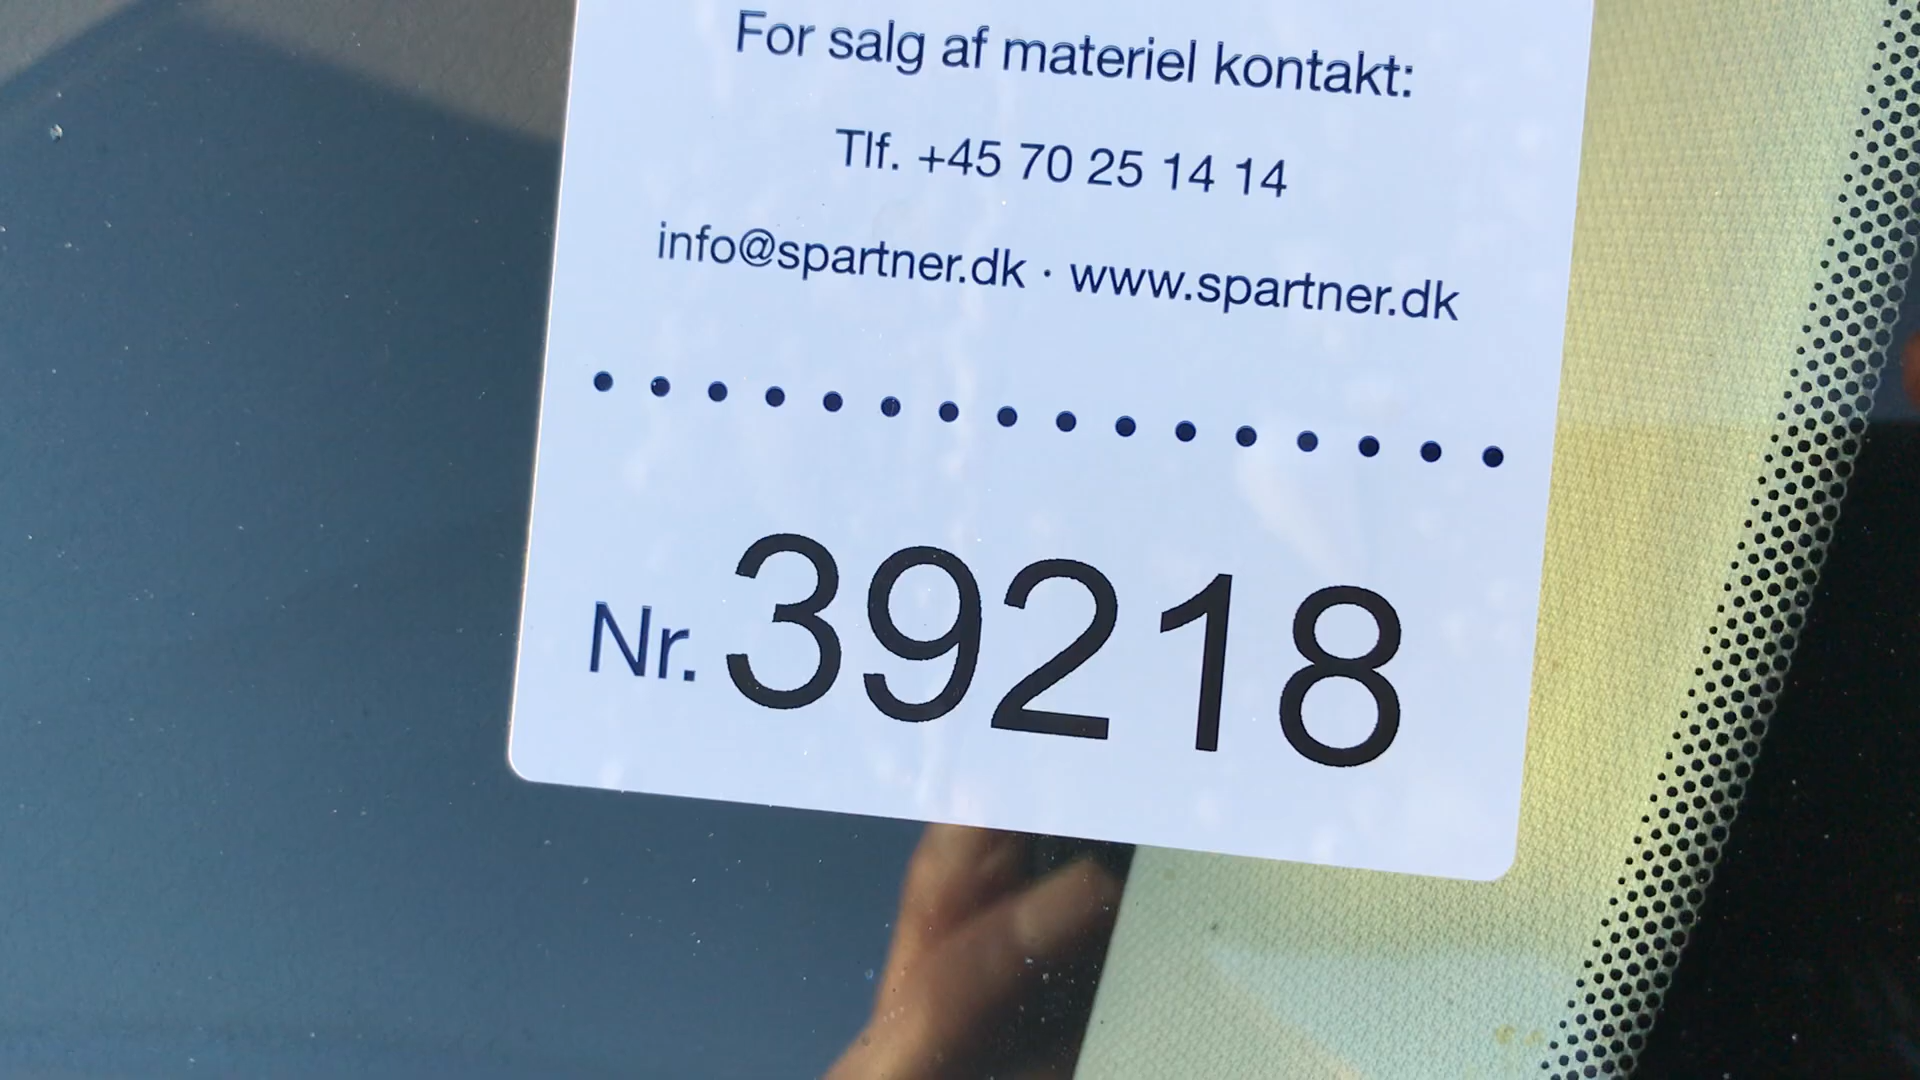 For salg af materiel kontakt:
Tlf. +45 70 25 14 14
info@spartner.dk · www.spartner.dk
Nr. 39218